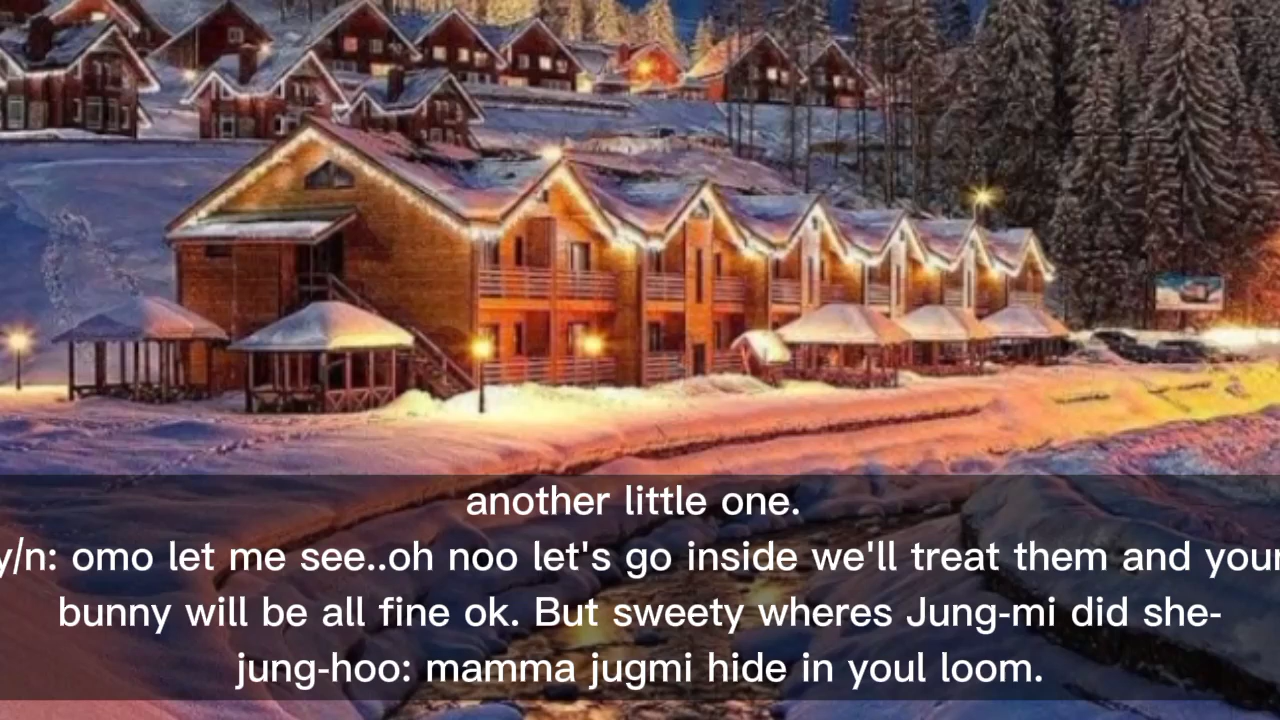 another little one.
y/n: omo let me see..oh noo let's go inside we'll treat them and your
bunny will be all fine ok. But sweety wheres Jung-mi did she-
jung-hoo: mamma jugmi hide in youl loom.